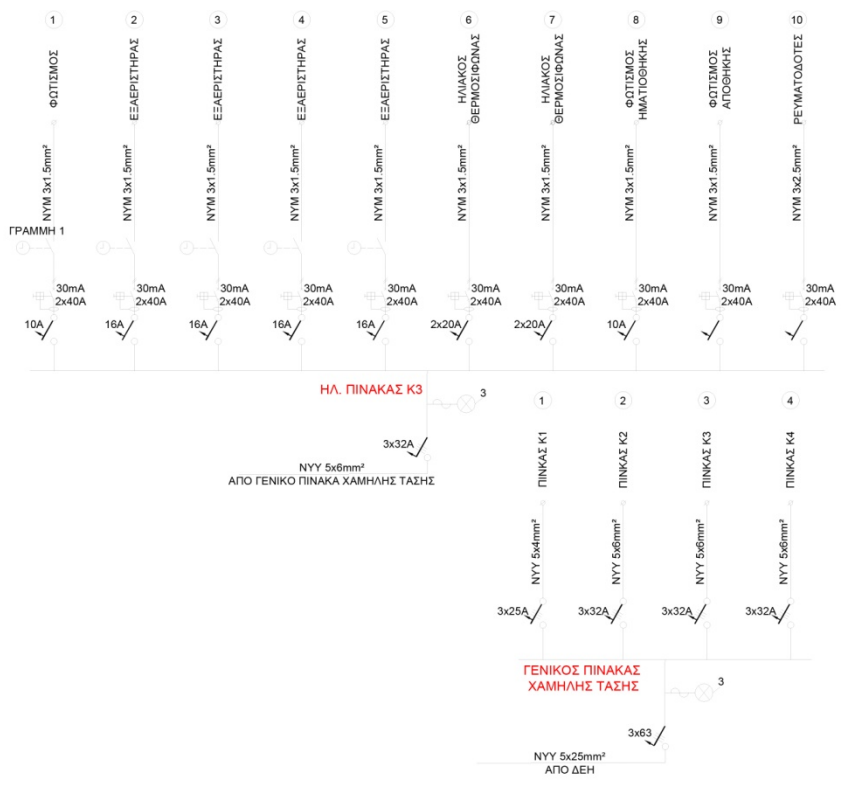 1 2 3 4 5 6 7 8 9 10
ΦΩΤΙΣΜΟΣ
ΕΞΑΕΡΙΣΤΗΡΑΣ
ΕΞΑΕΡΙΣΤΗΡΑΣ
ΕΞΑΕΡΙΣΤΗΡΑΣ
ΕΞΑΕΡΙΣΤΗΡΑΣ
ΗΛΙΑΚΟΣ
ΘΕΡΜΟΣΙΦΩΝΑΣ
ΗΛΙΑΚΟΣ
ΘΕΡΜΟΣΙΦΩΝΑΣ
ΦΩΤΙΣΜΟΣ
ΗΜΑΤΙΟΘΗΚΗΣ
ΦΩΤΙΣΜΟΣ
ΑΠΟΘΗΚΗΣ
ΡΕΥΜΑΤΟΔΟΤΕΣ
NYM 3x1.5mm²
NYM 3x1.5mm²
NYM 3x1.5mm²
NYM 3x1.5mm²
NYM 3x1.5mm²
NYM 3x1.5mm²
NYM 3x1.5mm²
NYM 3x1.5mm²
NYM 3x1.5mm²
NYM 3x2.5mm²
ΓΡΑΜΜΗ 1
30mA 30mA 30mA 30mA 30mA 30mA 30mA 30mA 30mA 30mA
2x40A 2x40A 2x40A 2x40A 2x40A 2x40A 2x40A 2x40A 2x40A 2x40A
10A 16A 16A 16A 16A 2x20A 2x20A 10A
ΗΛ. ΠΙΝΑΚΑΣ Κ3
3
3x32A
NYY 5x6mm²
ΑΠΟ ΓΕΝΙΚΟ ΠΙΝΑΚΑ ΧΑΜΗΛΗΣ ΤΑΣΗΣ
1 2 3 4
ΠΙΝΚΑΣ Κ1
ΠΙΝΚΑΣ Κ2
ΠΙΝΚΑΣ Κ3
ΠΙΝΚΑΣ Κ4
NYY 5x4mm²
NYY 5x6mm²
NYY 5x6mm²
NYY 5x6mm²
3x25A 3x32A 3x32A 3x32A
ΓΕΝΙΚΟΣ ΠΙΝΑΚΑΣ
ΧΑΜΗΛΗΣ ΤΑΣΗΣ
3
3x63
NYY 5x25mm²
ΑΠΟ ΔΕΗ